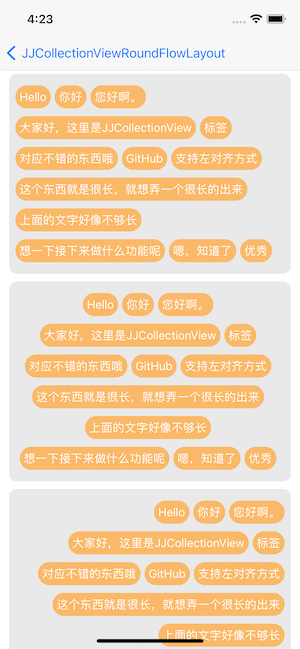 4:23
JJCollectionViewRoundFlowLayout
Hello 你好 您好啊。
大家好，这里是JJCollectionView 标签
对应不错的东西哦 GitHub 支持左对齐方式
这个东西就是很长，就想弄一个很长的出来
上面的文字好像不够长
想一下接下来做什么功能呢 嗯，知道了 优秀
Hello 你好 您好啊。
大家好，这里是JJCollectionView 标签
对应不错的东西哦 GitHub 支持左对齐方式
这个东西就是很长，就想弄一个很长的出来
上面的文字好像不够长
想一下接下来做什么功能呢 嗯，知道了 优秀
Hello 你好 您好啊。
大家好，这里是JJCollectionView 标签
对应不错的东西哦 GitHub 支持左对齐方式
这个东西就是很长，就想弄一个很长的出来
上面的文字好像不够长